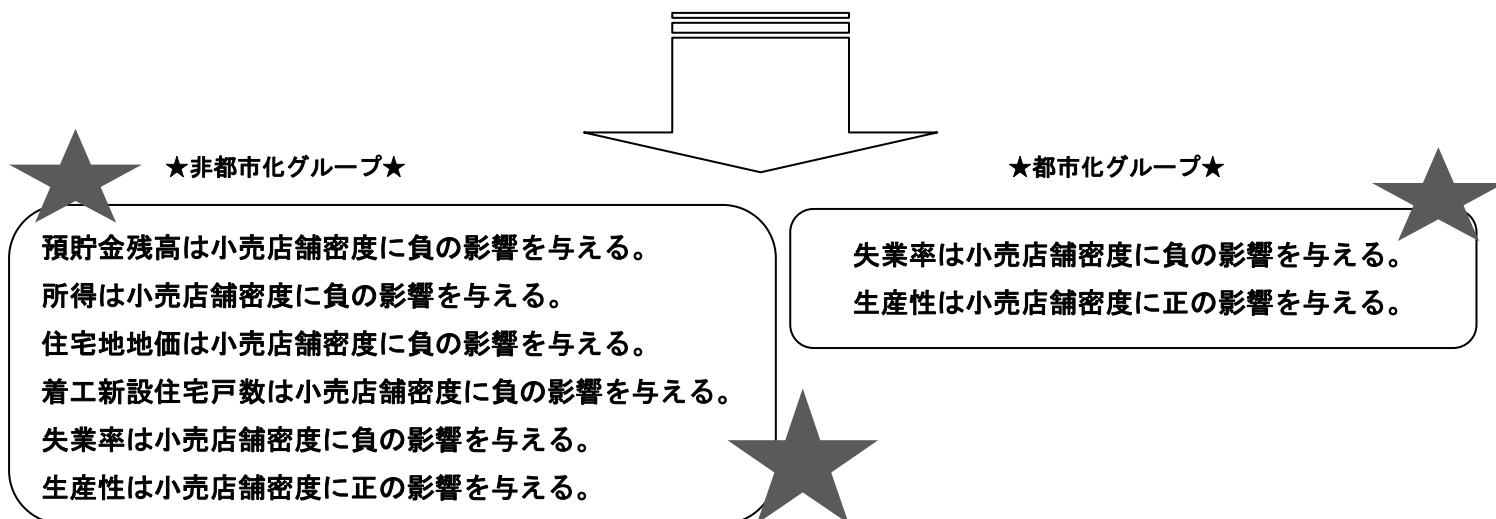 ★非都市化グループ★
預貯金残高は小売店舗密度に負の影響を与える。
所得は小売店舗密度に負の影響を与える。
住宅地地価は小売店舗密度に負の影響を与える。
着工新設住宅戸数は小売店舗密度に負の影響を与える。
失業率は小売店舗密度に負の影響を与える。
生産性は小売店舗密度に正の影響を与える。
★都市化グループ★
失業率は小売店舗密度に負の影響を与える。
生産性は小売店舗密度に正の影響を与える。